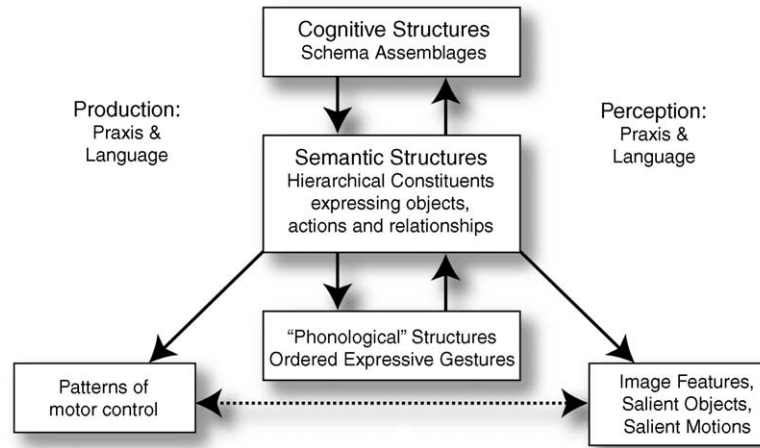 Cognitive Structures
Schema Assemblages
Production:
Praxis &
Language
Perception:
Praxis &
Language
Semantic Structures
Hierarchical Constituents
expressing objects,
actions and relationships
“Phonological” Structures
Ordered Expressive Gestures
Patterns of
motor control
Image Features,
Salient Objects,
Salient Motions